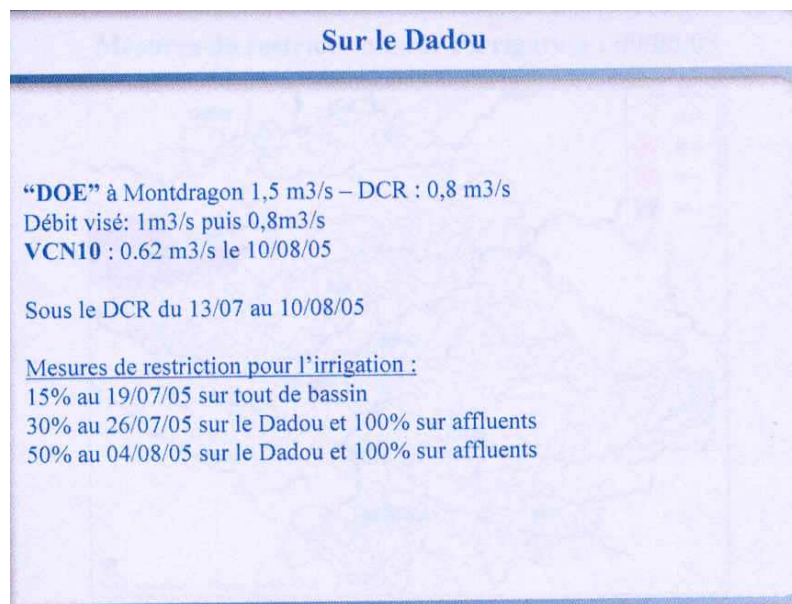 Sur le Dadou
“DOE” à Montdragon 1,5 m3/s – DCR : 0,8 m3/s
Débit visé: 1m3/s puis 0,8m3/s
VCN10 : 0.62 m3/s le 10/08/05
Sous le DCR du 13/07 au 10/08/05
Mesures de restriction pour l’irrigation :
15% au 19/07/05 sur tout de bassin
30% au 26/07/05 sur le Dadou et 100% sur affluents
50% au 04/08/05 sur le Dadou et 100% sur affluents